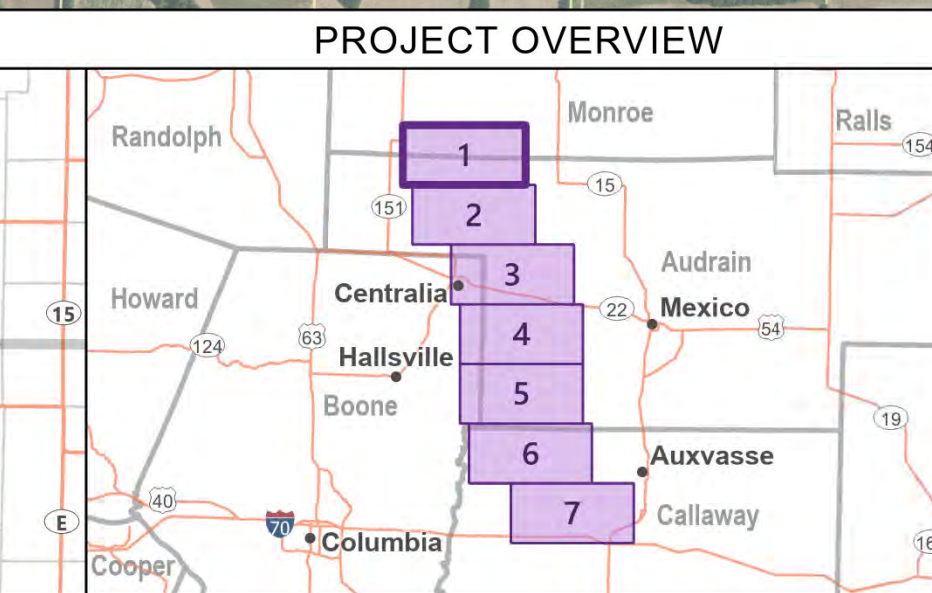 PROJECT OVERVIEW
Randolph
Monroe
Ralls
154
1
15
151
2
Audrain
3
Centralia
Howard
15
22
Mexico
63
54
4
124
Hallsville
5
Boone
19
6
Auxvasse
40
E
70
7
Callaway
Columbia
16
Cooper